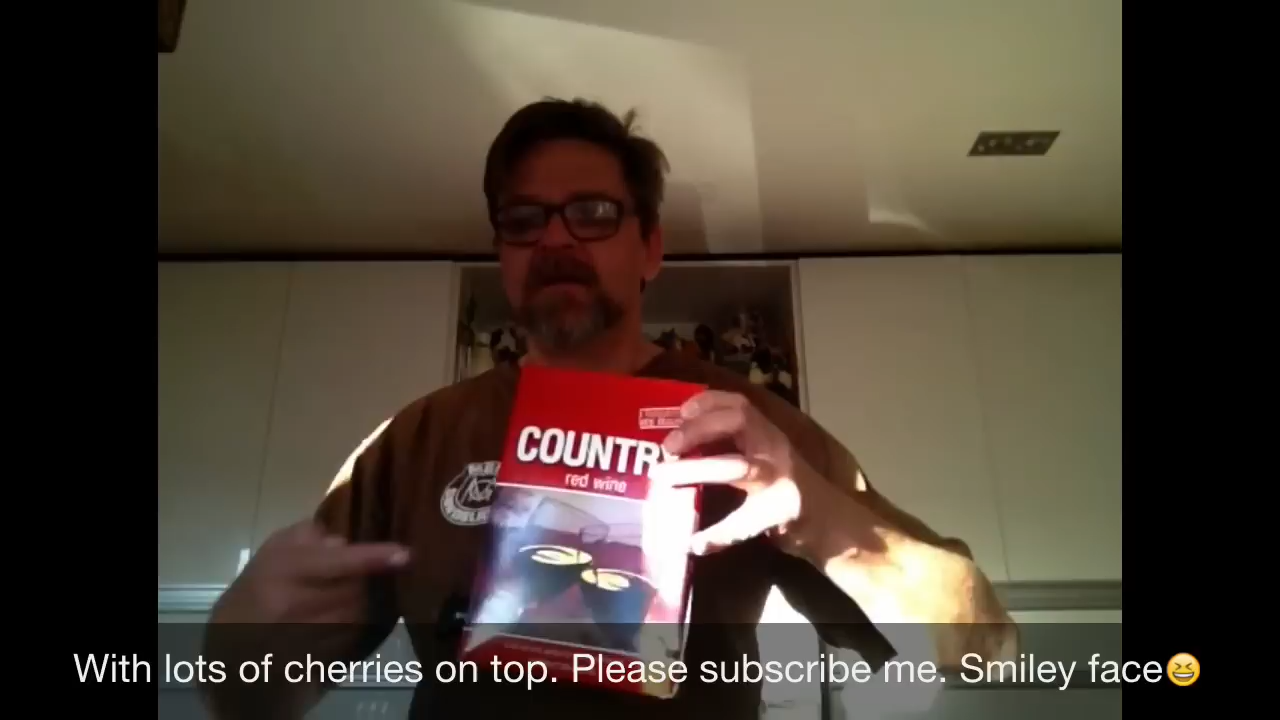 COUNTRY
red wine
With lots of cherries on top. Please subscribe me. Smiley face😆